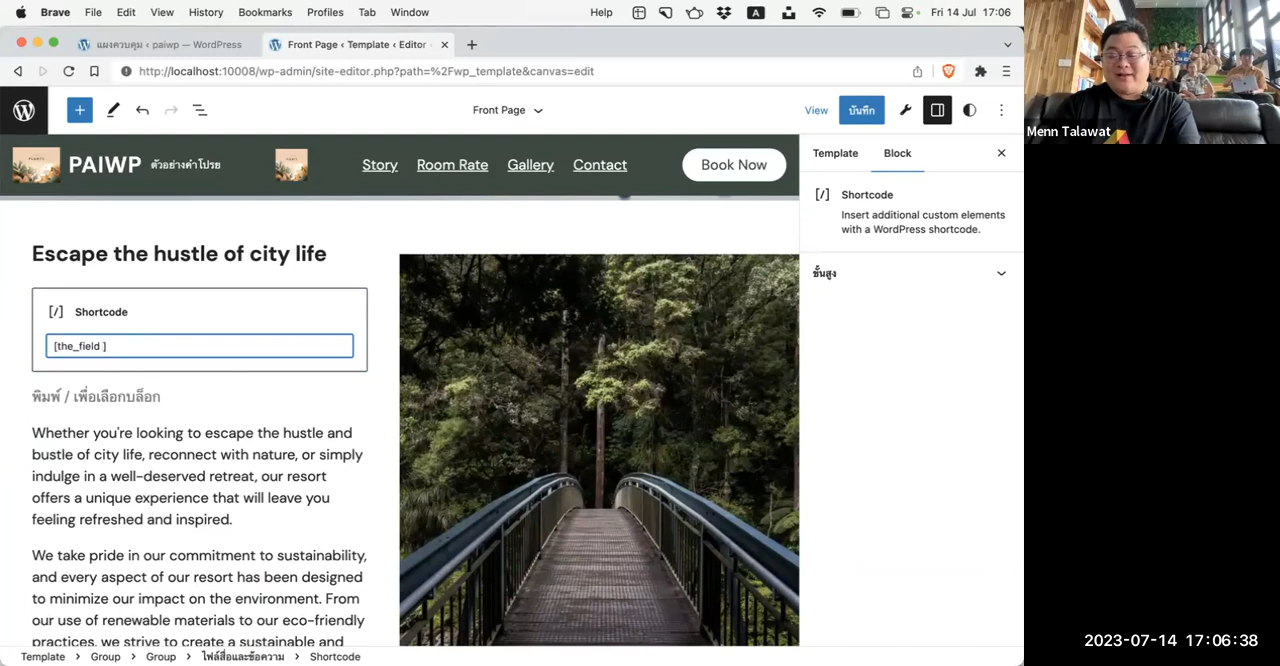 Brave File Edit View History Bookmarks Profiles Tab Window Help A Fri 14 Jul 17:06
แผงควบคุม ‹ paiwp — WordPress
Front Page ‹ Template ‹ Editor
http://localhost:10008/wp-admin/site-editor.php?path=%2Fwp_template&canvas=edit
Front Page
View
บันทึก
PAIWP ตัวอย่างคำโปรย
Story Room Rate Gallery Contact
Book Now
Template Block
Shortcode
Insert additional custom elements
with a WordPress shortcode.
ขั้นสูง
Escape the hustle of city life
[/] Shortcode
[the_field ]
พิมพ์ / เพื่อเลือกบล็อก
Whether you're looking to escape the hustle and
bustle of city life, reconnect with nature, or simply
indulge in a well-deserved retreat, our resort
offers a unique experience that will leave you
feeling refreshed and inspired.
We take pride in our commitment to sustainability,
and every aspect of our resort has been designed
to minimize our impact on the environment. From
our use of renewable materials to our eco-friendly
practices, we strive to create a sustainable and
Template Group Group ไฟล์สื่อและข้อความ Shortcode
Menn Talawat
2023-07-14 17:06:38